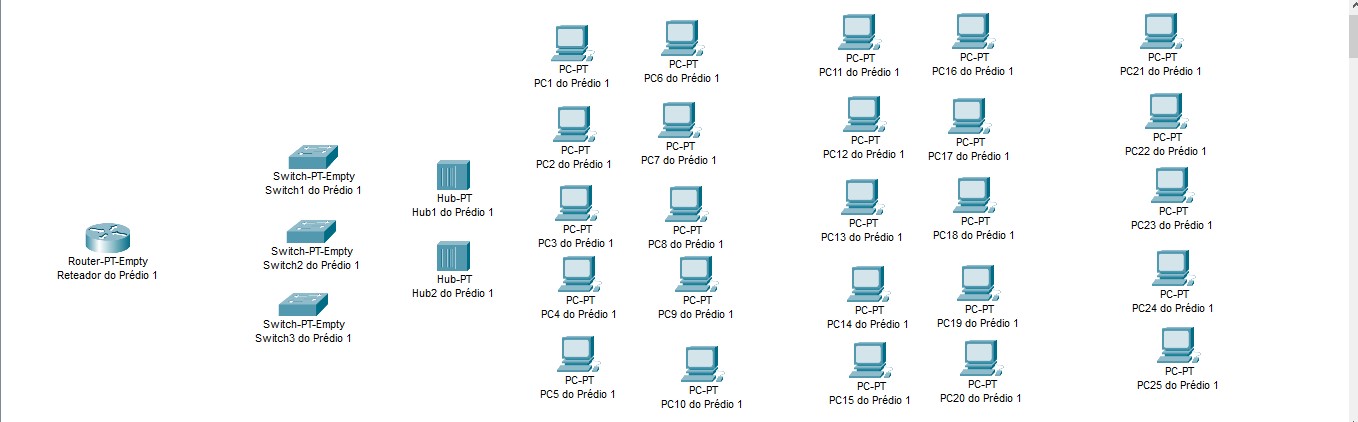 PC-PT
PC1 do Prédio 1
PC-PT
PC6 do Prédio 1
PC-PT
PC11 do Prédio 1
PC-PT
PC16 do Prédio 1
PC-PT
PC21 do Prédio 1
PC-PT
PC2 do Prédio 1
PC-PT
PC7 do Prédio 1
PC-PT
PC12 do Prédio 1
PC-PT
PC17 do Prédio 1
PC-PT
PC22 do Prédio 1
Switch-PT-Empty
Switch1 do Prédio 1
Hub-PT
Hub1 do Prédio 1
PC-PT
PC3 do Prédio 1
PC-PT
PC8 do Prédio 1
PC-PT
PC13 do Prédio 1
PC-PT
PC18 do Prédio 1
PC-PT
PC23 do Prédio 1
Router-PT-Empty
Reteador do Prédio 1
Switch-PT-Empty
Switch2 do Prédio 1
Hub-PT
Hub2 do Prédio 1
PC-PT
PC4 do Prédio 1
PC-PT
PC9 do Prédio 1
PC-PT
PC14 do Prédio 1
PC-PT
PC19 do Prédio 1
PC-PT
PC24 do Prédio 1
Switch-PT-Empty
Switch3 do Prédio 1
PC-PT
PC5 do Prédio 1
PC-PT
PC10 do Prédio 1
PC-PT
PC15 do Prédio 1
PC-PT
PC20 do Prédio 1
PC-PT
PC25 do Prédio 1